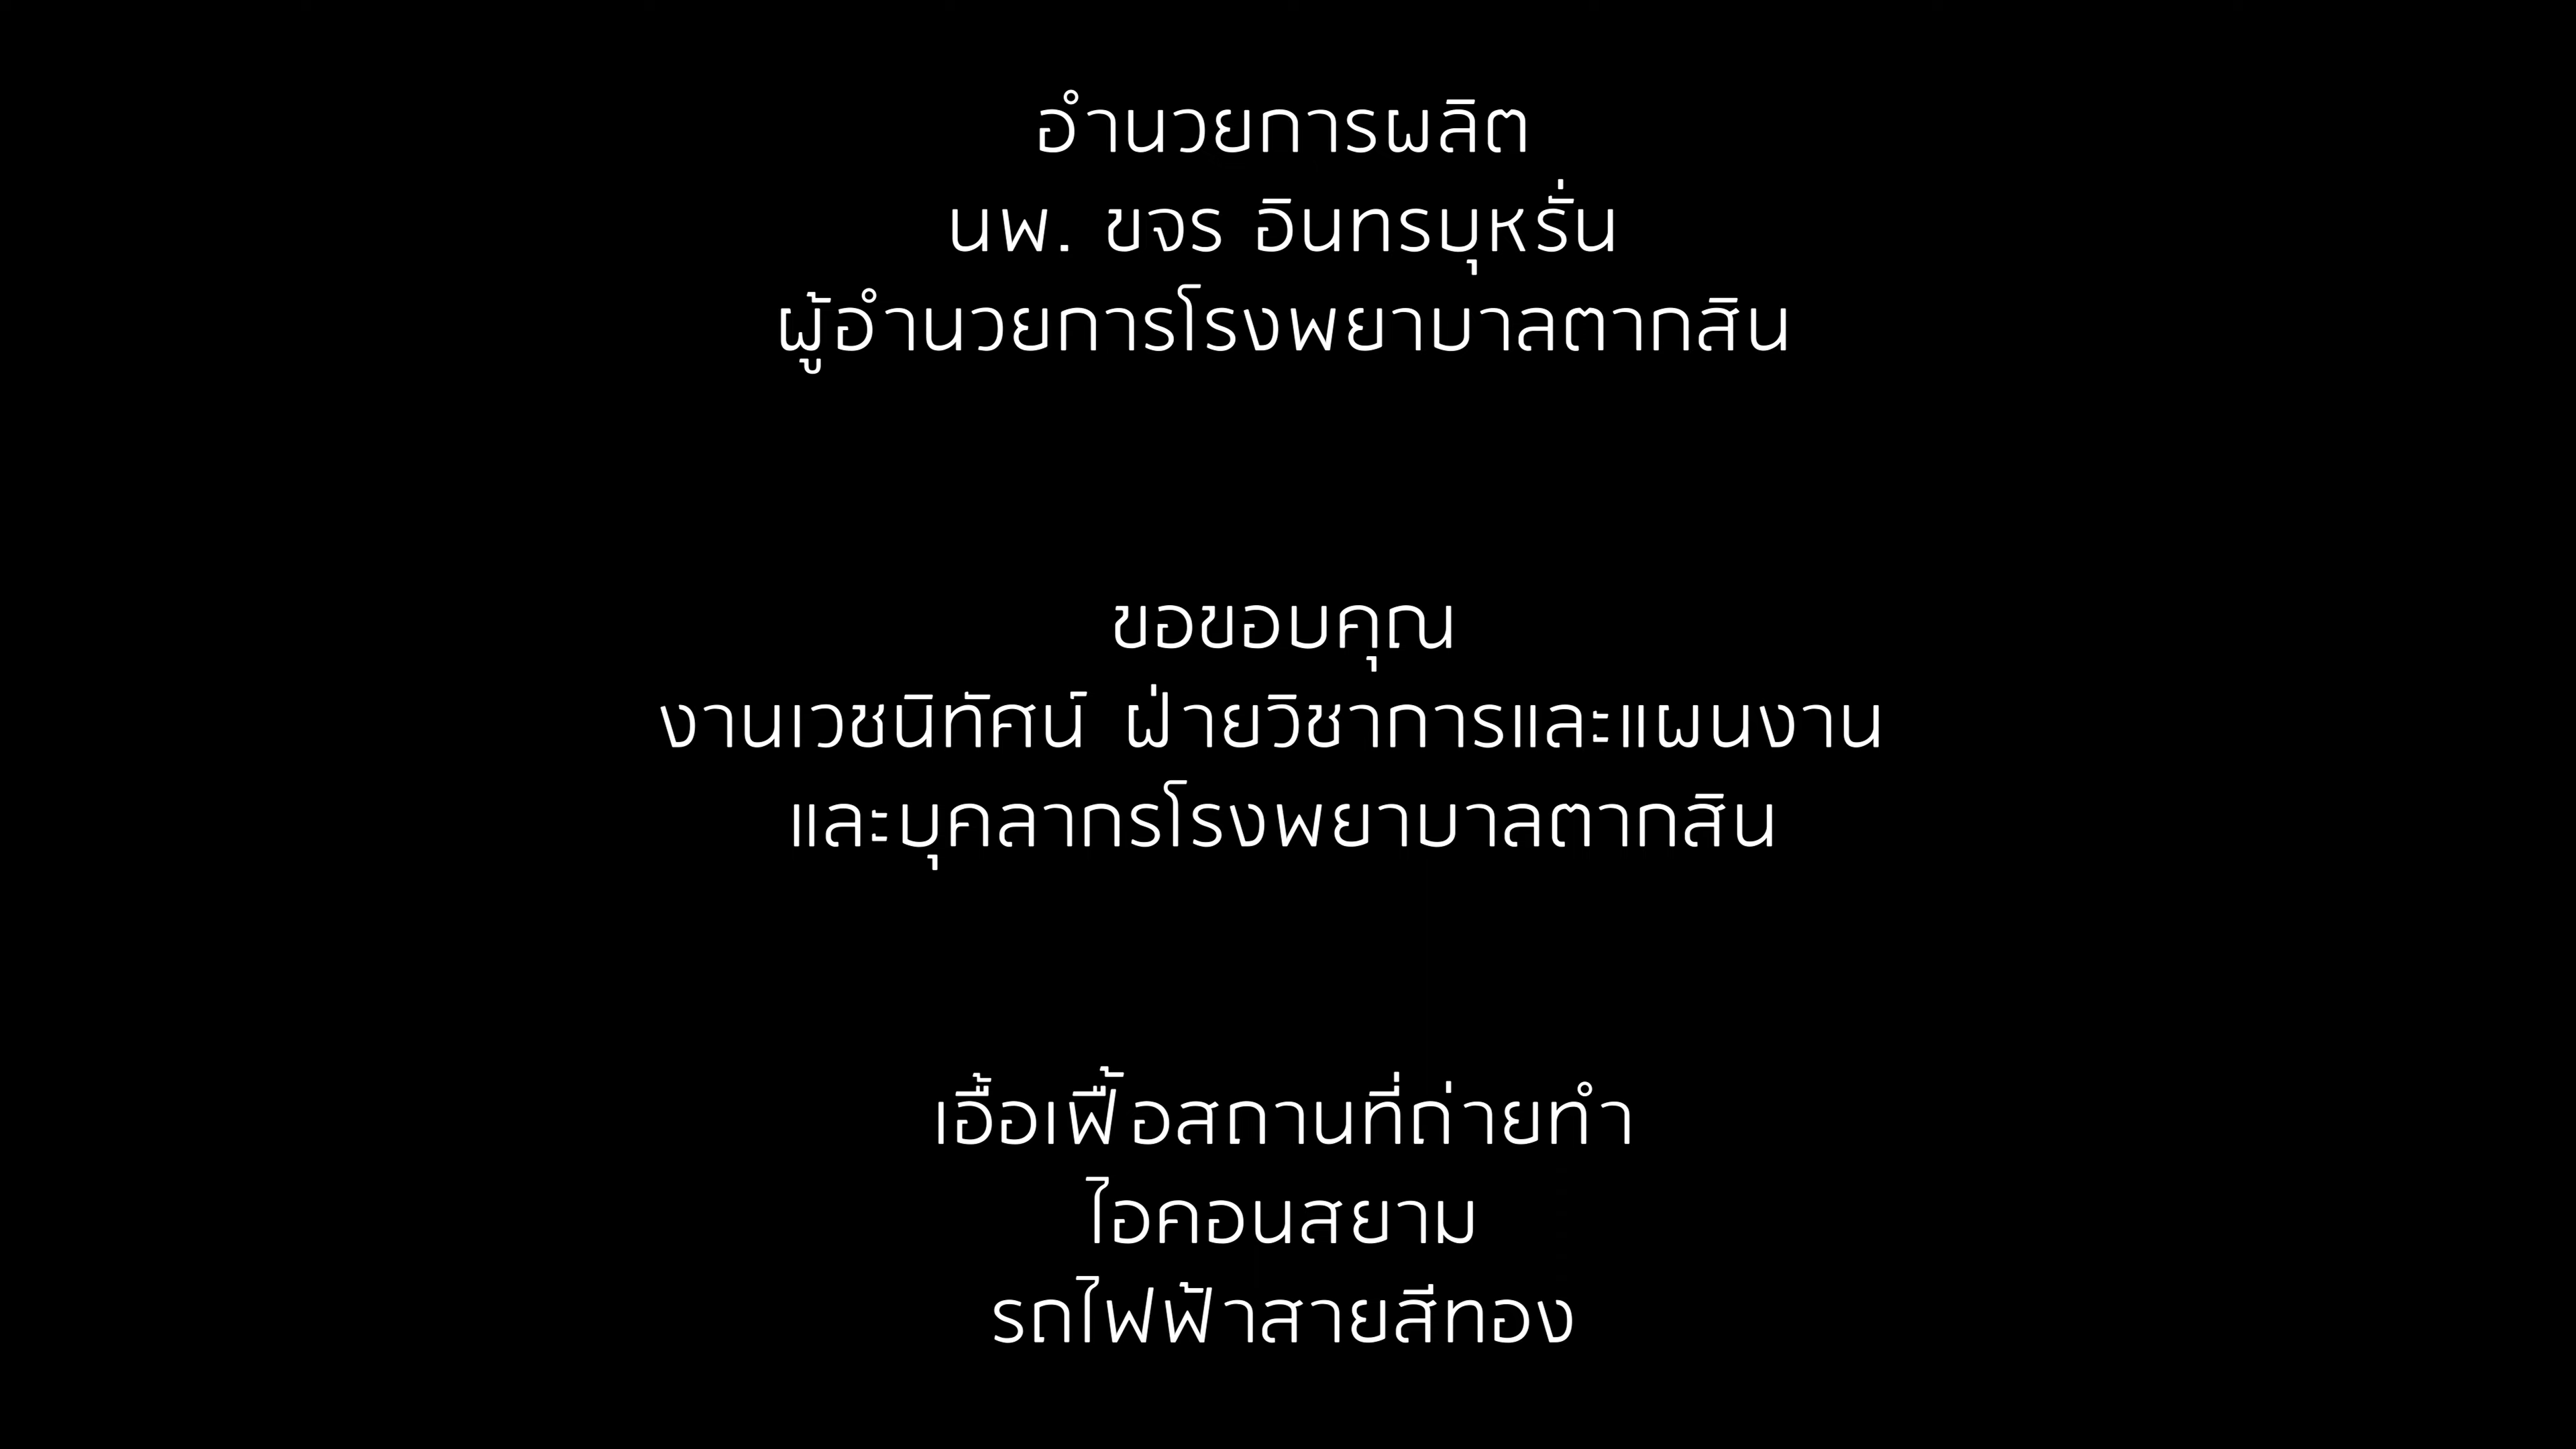 อำนวยการผลิต
นพ. ขจร อินทรบุหรั่น
ผู้อำนวยการโรงพยาบาลตากสิน
ขอขอบคุณ
งานเวชนิทัศน์ ฝ่ายวิชาการและแผนงาน
และบุคลากรโรงพยาบาลตากสิน
เอื้อเฟื้อสถานที่ถ่ายทำ
ไอคอนสยาม
รถไฟฟ้าสายสีทอง